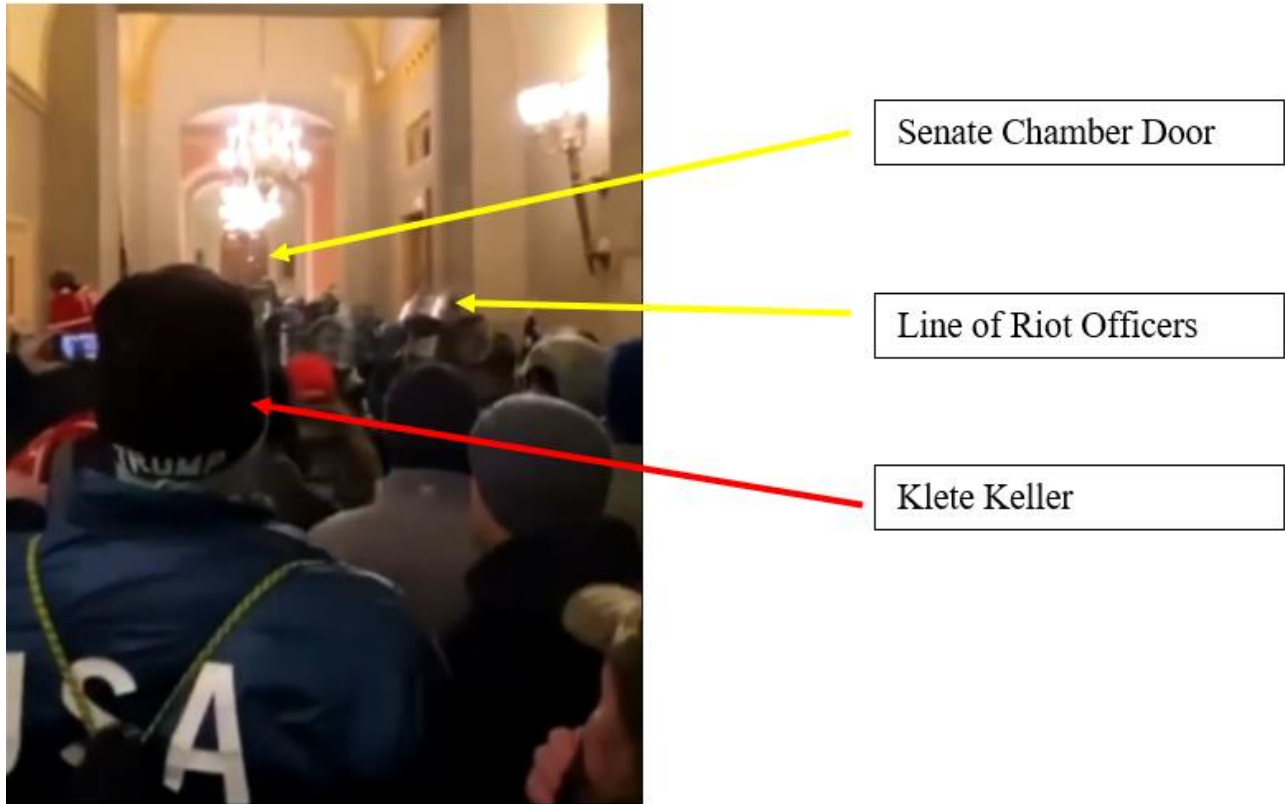 Senate Chamber Door
Line of Riot Officers
Klete Keller
TRUMP
USA